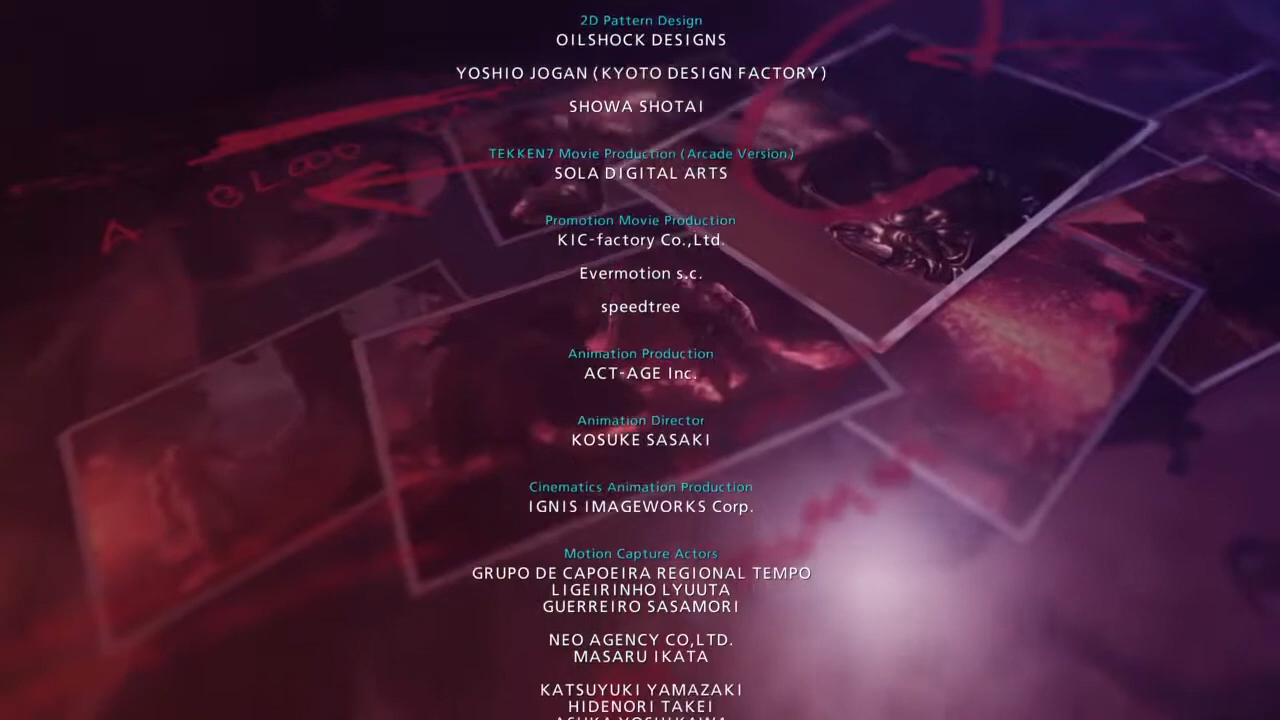 2D Pattern Design
OILSHOCK DESIGNS
YOSHIO JOGAN (KYOTO DESIGN FACTORY)
SHOWA SHOTAI
TEKKEN7 Movie Production (Arcade Version)
SOLA DIGITAL ARTS
Promotion Movie Production
KIC-factory Co.,Ltd.
Evermotion s.c.
speedtree
Animation Production
ACT-AGE Inc.
Animation Director
KOSUKE SASAKI
Cinematics Animation Production
IGNIS IMAGEWORKS Corp.
Motion Capture Actors
GRUPO DE CAPOEIRA REGIONAL TEMPO
LIGEIRINHO LYUUTA
GUERREIRO SASAMORI
NEO AGENCY CO,LTD.
MASARU IKATA
KATSUYUKI YAMAZAKI
HIDENORI TAKEI
ASUKA YOSHIKAWA
BLOOD
A